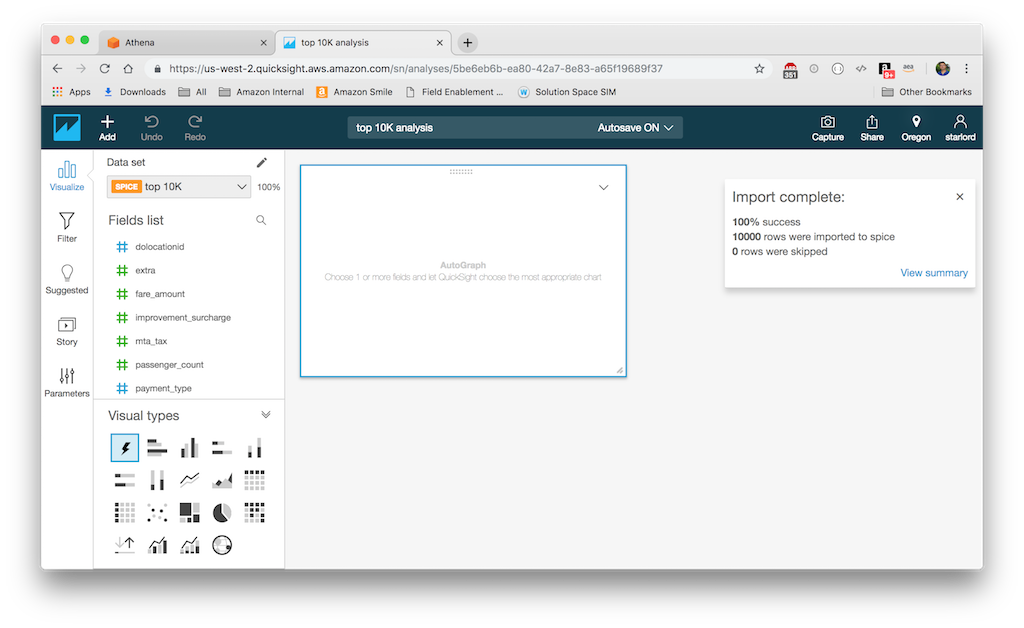 Athena
top 10K analysis
https://us-west-2.quicksight.aws.amazon.com/sn/analyses/5be6eb6b-ea80-42a7-8e83-a65f19689f37
351
9+
Apps
Downloads
All
Amazon Internal
Amazon Smile
Field Enablement ...
Solution Space SIM
Other Bookmarks
Add
Undo
Redo
top 10K analysis
Autosave ON
Capture
Share
Oregon
starlord
Visualize
Filter
Suggested
Story
Parameters
Data set
SPICE top 10K
100%
Fields list
dolocationid
extra
fare_amount
improvement_surcharge
mta_tax
passenger_count
payment_type
Visual types
AutoGraph
Choose 1 or more fields and let QuickSight choose the most appropriate chart
Import complete:
100% success
10000 rows were imported to spice
0 rows were skipped
View summary